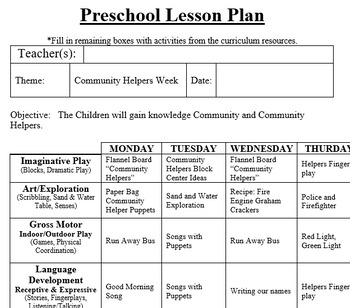 Preschool Lesson Plan
*Fill in remaining boxes with activities from the curriculum resources.
Teacher(s):
Theme: Community Helpers Week Date:
Objective: The Children will gain knowledge Community and Community
Helpers.
MONDAY TUESDAY WEDNESDAY THURSDAY
Imaginative Play
(Blocks, Dramatic Play)
Flannel Board
"Community
Helpers"
Community
Helpers Block
Center Ideas
Flannel Board
"Community
Helpers"
Helpers Finger
play
Art/Exploration
(Scribbling, Sand & Water
Table, Senses)
Paper Bag
Community
Helper Puppets
Sand and Water
Exploration
Recipe: Fire
Engine Graham
Crackers
Police and
Firefighter
Gross Motor
Indoor/Outdoor Play
(Games, Physical
Coordination)
Run Away Bus
Songs with
Puppets
Run Away Bus
Red Light,
Green Light
Language
Development
Receptive & Expressive
(Stories, Fingerplays,
Listening/Talking)
Good Morning
Song
Songs with
Puppets
Writing our names
Helpers Finger
play